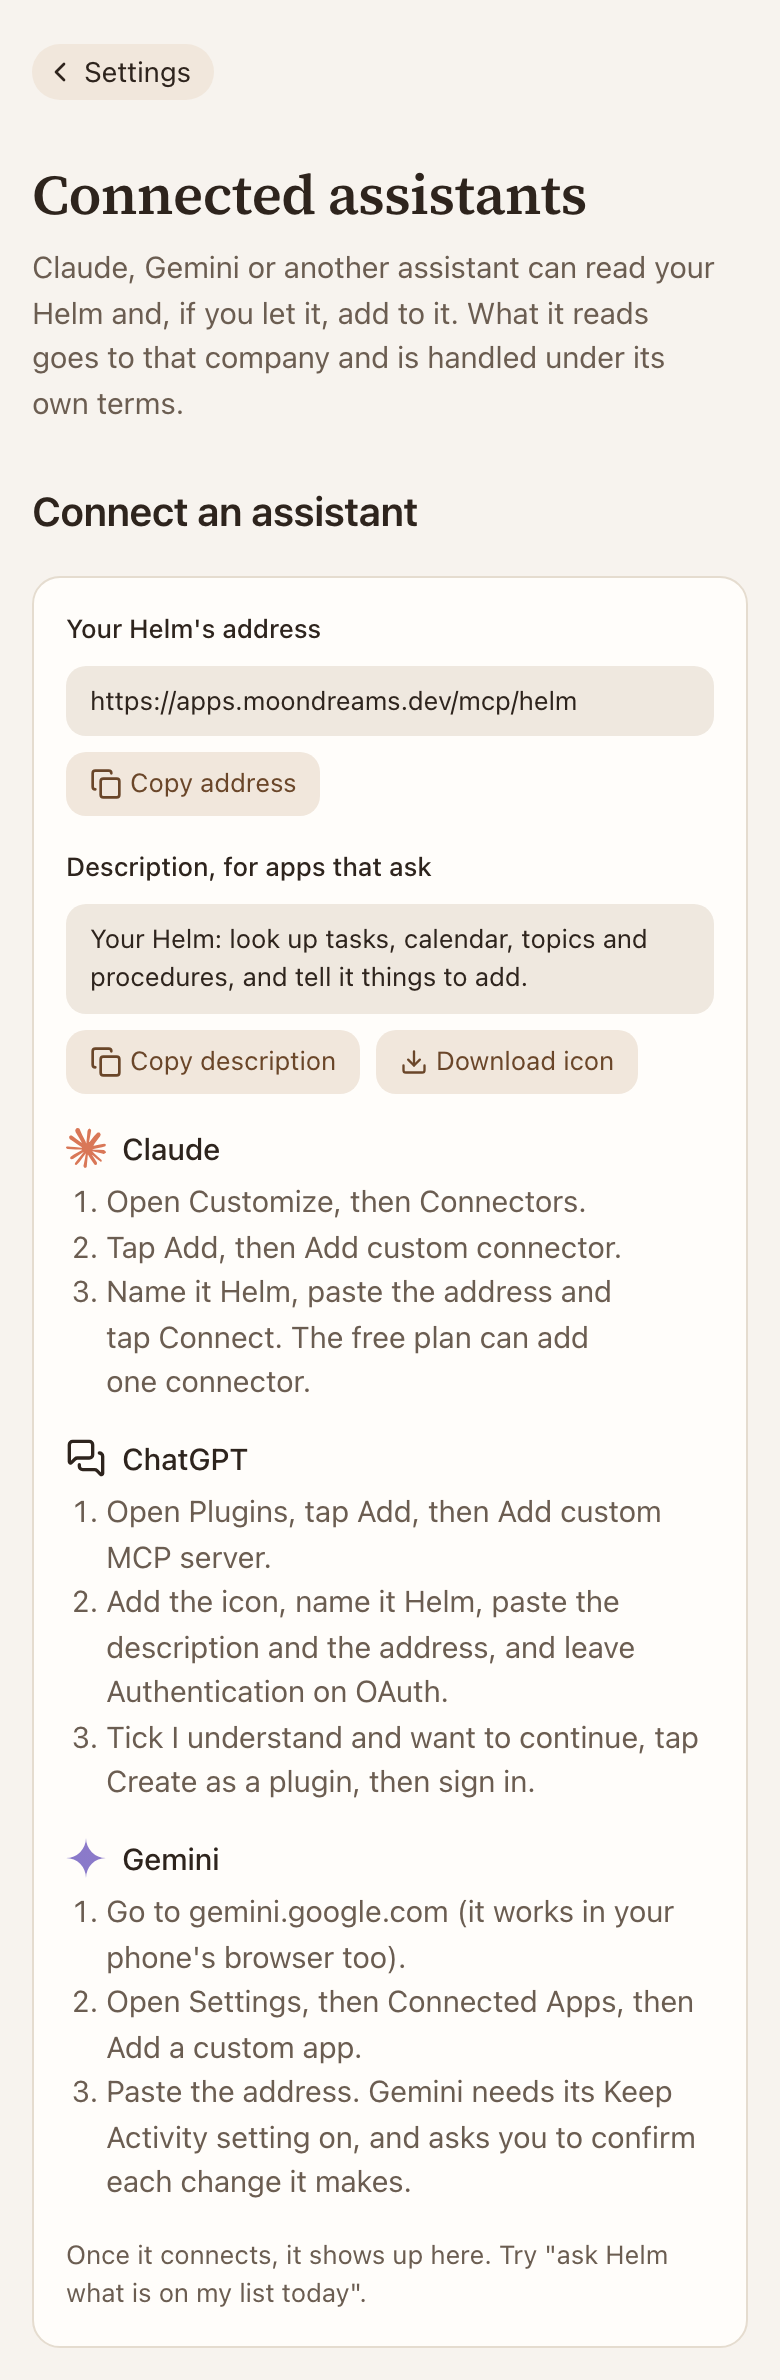 Settings
Connected assistants
Claude, Gemini or another assistant can read your
Helm and, if you let it, add to it. What it reads
goes to that company and is handled under its
own terms.
Connect an assistant
Your Helm's address
https://apps.moondreams.dev/mcp/helm
Copy address
Description, for apps that ask
Your Helm: look up tasks, calendar, topics and
procedures, and tell it things to add.
Copy description
Download icon
Claude
1. Open Customize, then Connectors.
2. Tap Add, then Add custom connector.
3. Name it Helm, paste the address and
tap Connect. The free plan can add
one connector.
ChatGPT
1. Open Plugins, tap Add, then Add custom
MCP server.
2. Add the icon, name it Helm, paste the
description and the address, and leave
Authentication on OAuth.
3. Tick I understand and want to continue, tap
Create as a plugin, then sign in.
Gemini
1. Go to gemini.google.com (it works in your
phone's browser too).
2. Open Settings, then Connected Apps, then
Add a custom app.
3. Paste the address. Gemini needs its Keep
Activity setting on, and asks you to confirm
each change it makes.
Once it connects, it shows up here. Try "ask Helm
what is on my list today".